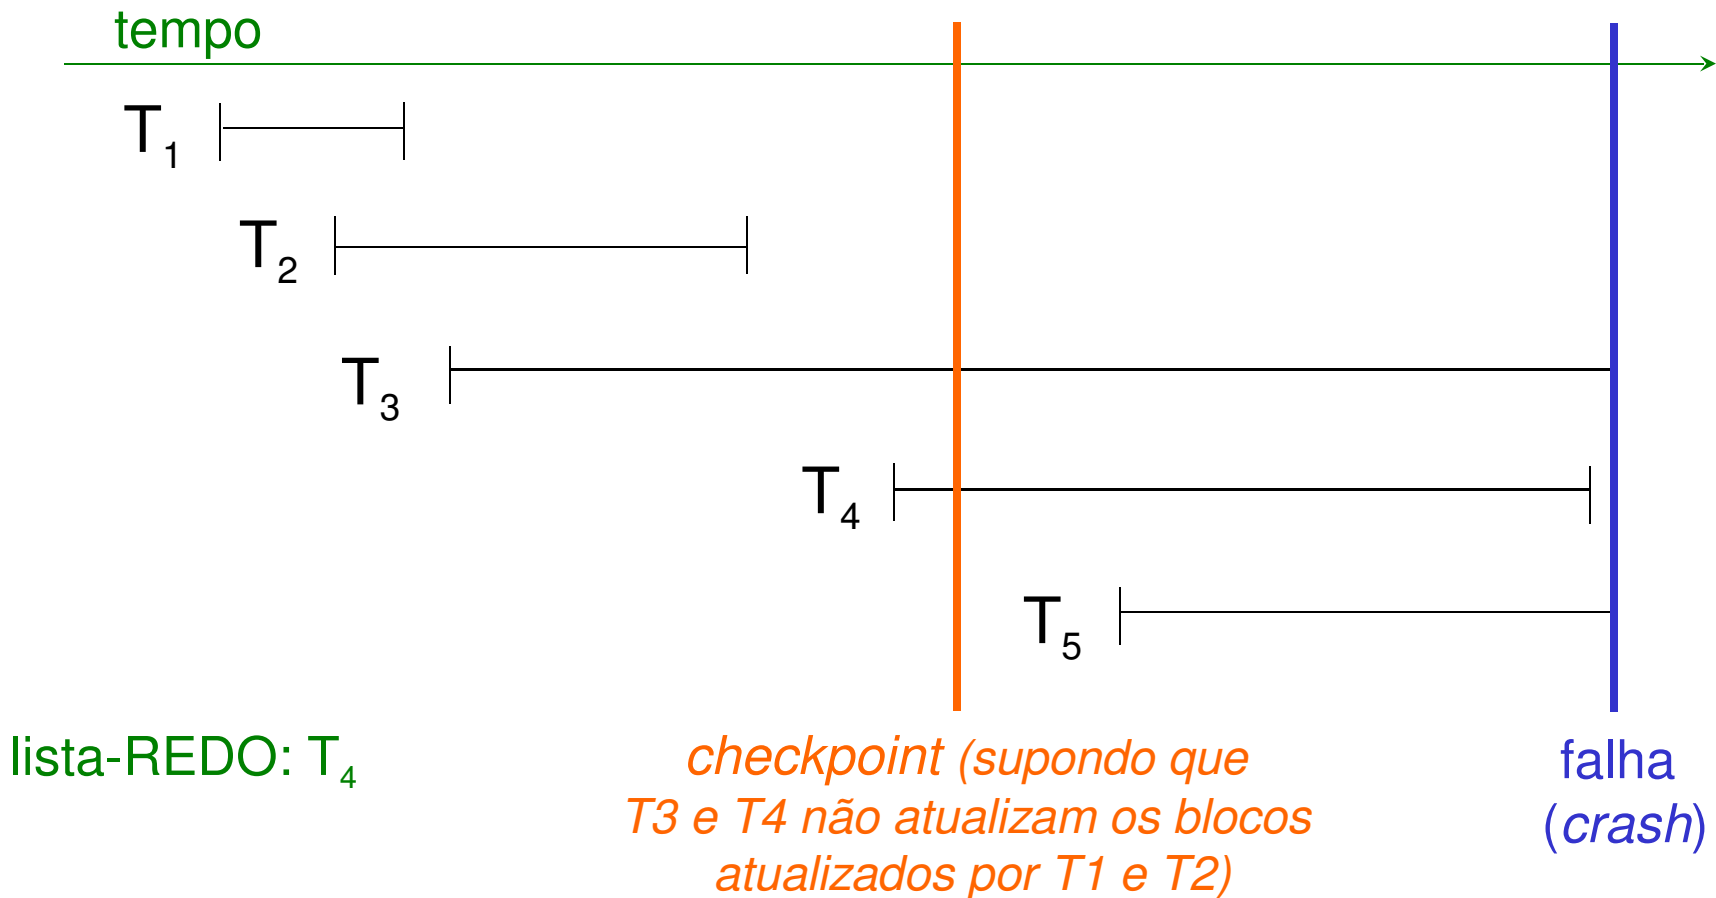 tempo
T1
T2
T3
T4
T5
lista-REDO: T4
checkpoint (supondo que
T3 e T4 não atualizam os blocos
atualizados por T1 e T2)
falha
(crash)